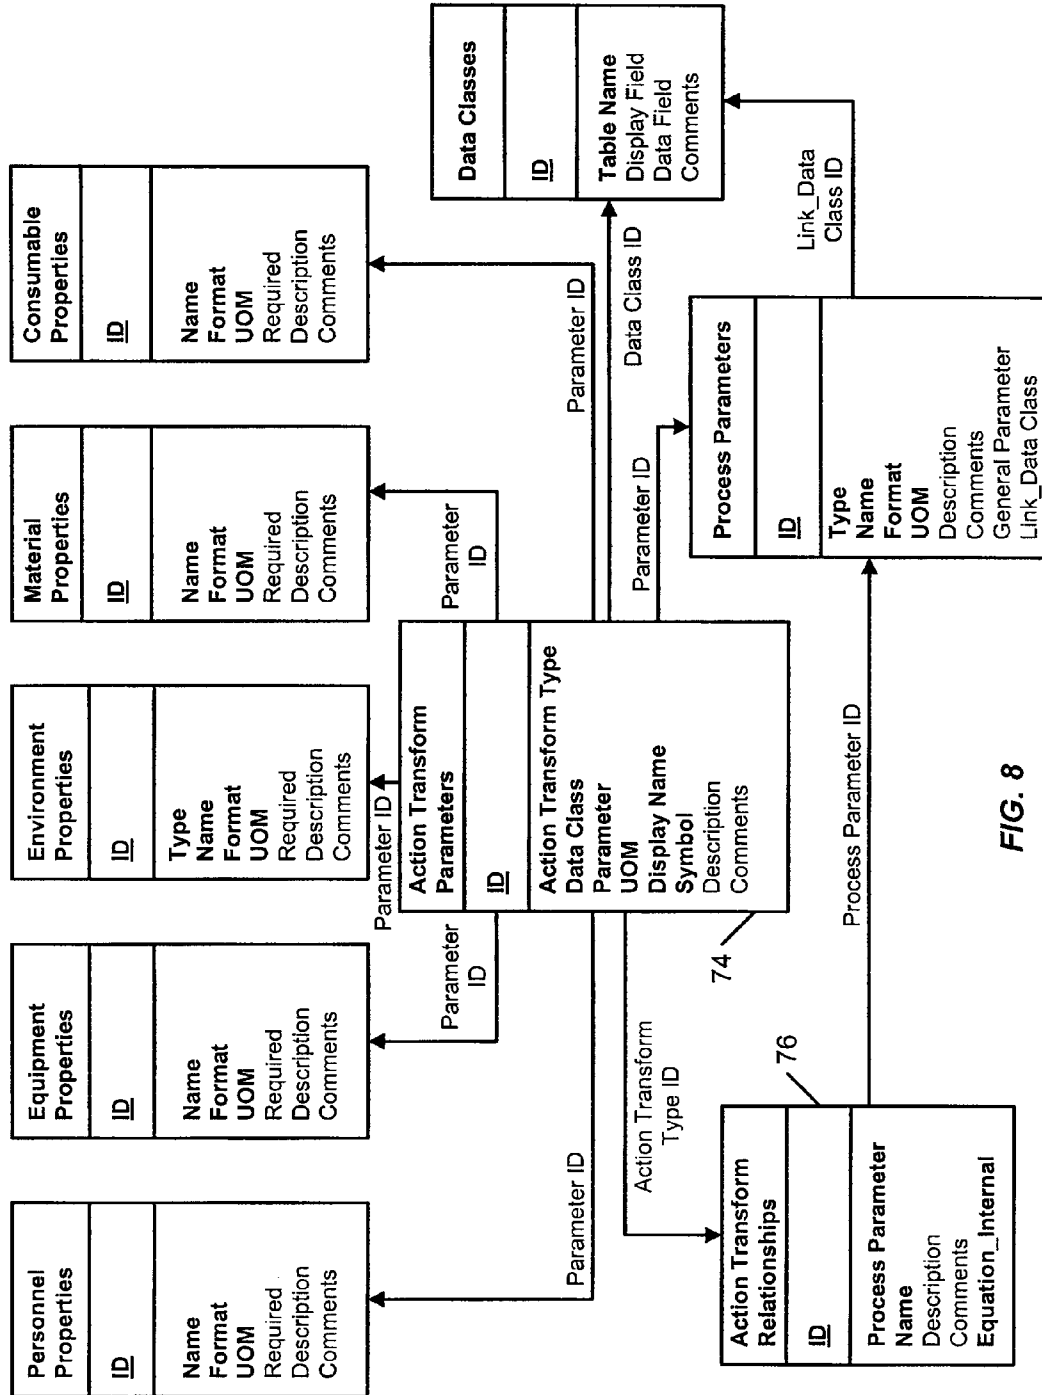 Personnel
Properties
ID
Name
Format
UOM
Required
Description
Comments
Equipment
Properties
ID
Name
Format
UOM
Required
Description
Comments
Environment
Properties
ID
Type
Name
Format
UOM
Required
Description
Comments
Material
Properties
ID
Name
Format
UOM
Required
Description
Comments
Consumable
Properties
ID
Name
Format
UOM
Required
Description
Comments
Parameter ID
Parameter
ID
Parameter ID
Parameter
ID
Parameter ID
Action Transform
Parameters
ID
Action Transform Type
Data Class
Parameter
UOM
Display Name
Symbol
Description
Comments
74
Data Class ID
Data Classes
ID
Table Name
Display Field
Data Field
Comments
Action Transform
Type ID
Parameter ID
Link_Data
Class ID
76
Action Transform
Relationships
ID
Process Parameter
Name
Description
Comments
Equation_Internal
Process Parameter ID
Process Parameters
ID
Type
Name
Format
UOM
Description
Comments
General Parameter
Link_Data Class
FIG. 8